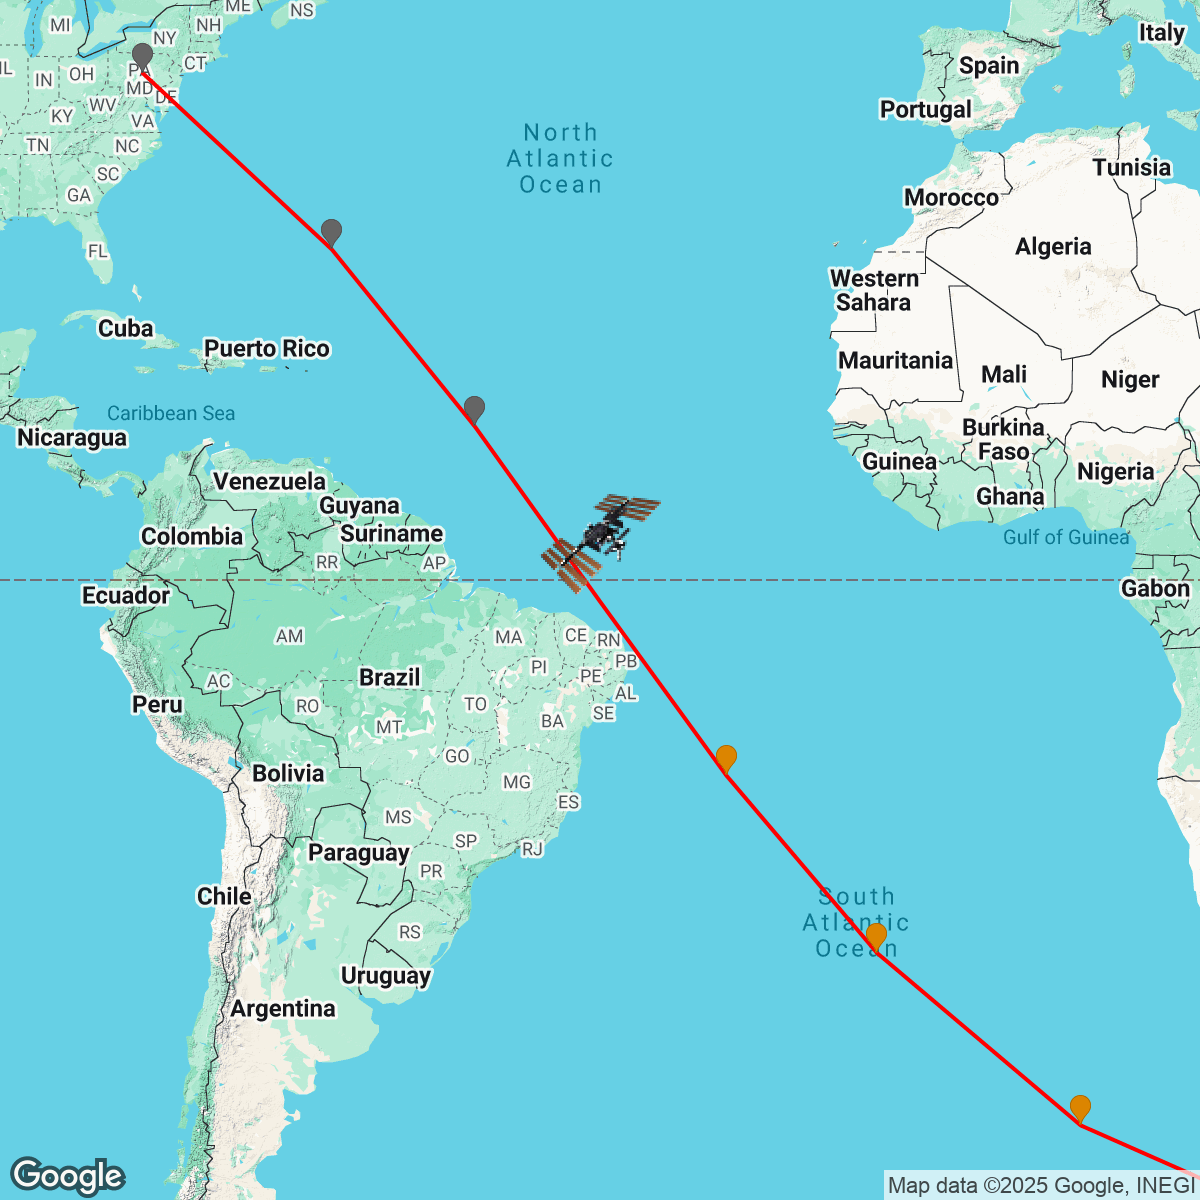 ME
NS
MI
NY
NH
Italy
IL
IN
OH
PA
CT
Spain
MD
DE
WV
KY
VA
Portugal
North
Atlantic
Ocean
TN
NC
SC
GA
Tunisia
Morocco
FL
Algeria
Western
Sahara
Cuba
Puerto Rico
Mauritania
Mali
Niger
Caribbean Sea
Nicaragua
Burkina
Faso
Guinea
Nigeria
Venezuela
Guyana
Ghana
Colombia
Suriname
Gulf of Guinea
RR
AP
Ecuador
Gabon
AM
MA
CE
RN
PI
PB
Brazil
PE
AC
AL
Peru
RO
TO
SE
MT
BA
GO
Bolivia
MG
ES
MS
SP
RJ
Paraguay
PR
Chile
South
Atlantic
Ocean
RS
Uruguay
Argentina
Google
Map data ©2025 Google, INEGI